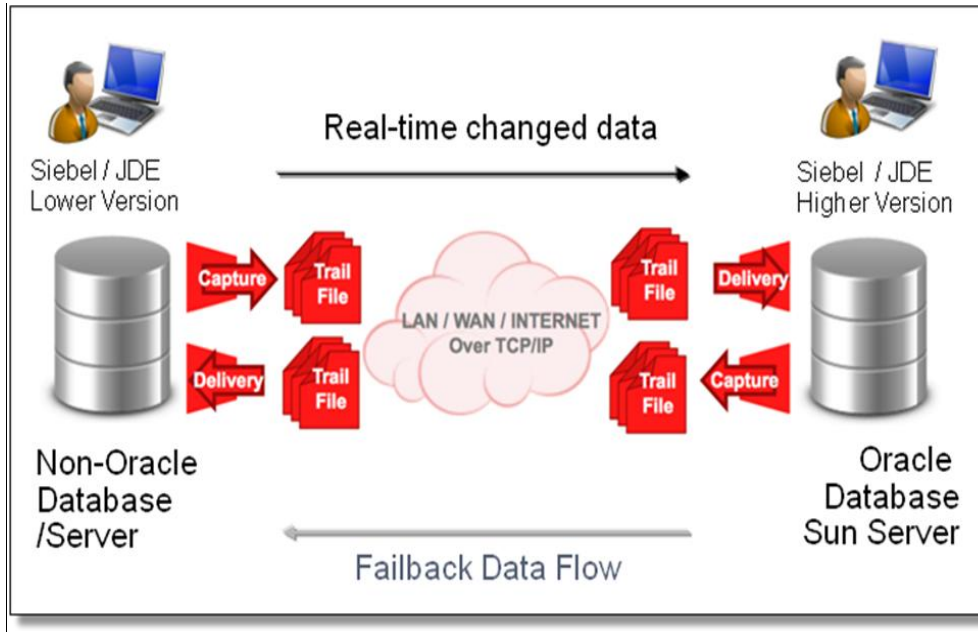 Real-time changed data
Siebel / JDE
Lower Version
Siebel / JDE
Higher Version
Capture
Trail
File
LAN / WAN / INTERNET
Over TCP/IP
Trail
File
Delivery
Delivery
Trail
File
Trail
File
Capture
Non-Oracle
Database
/Server
Oracle
Database
Sun Server
Failback Data Flow